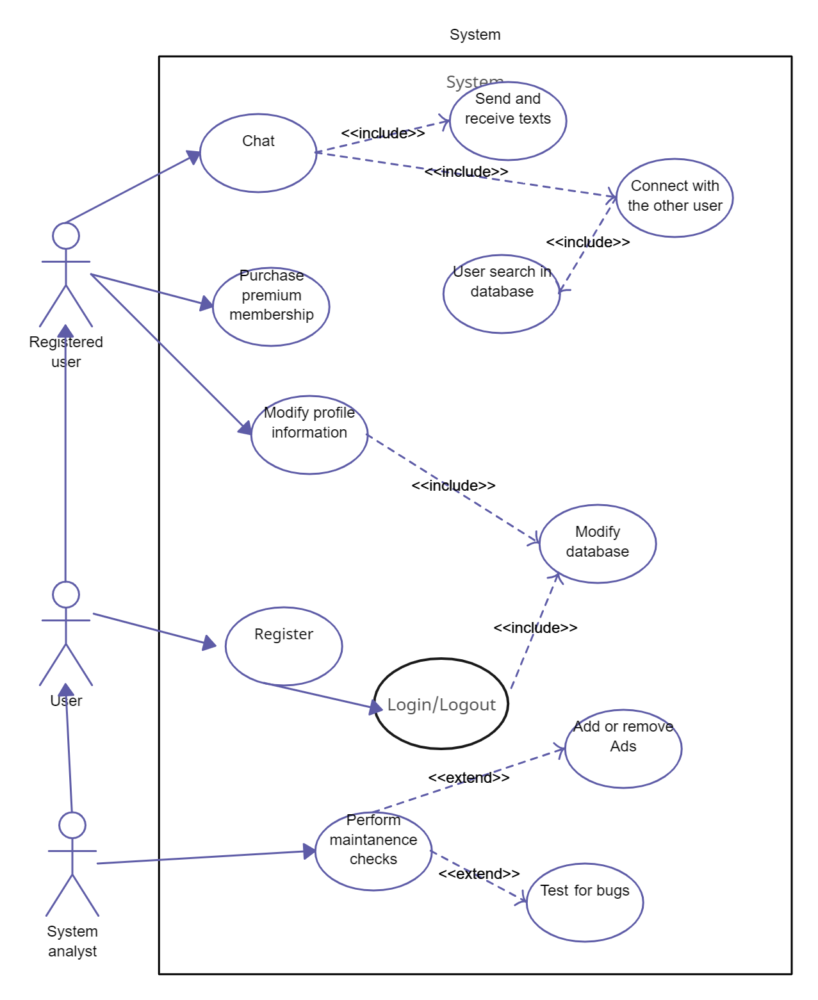 System
System
Send and
receive texts
Chat
<<include>>
<<include>>
Connect with
the other user
<<include>>
User search in
database
Purchase
premium
membership
Registered
user
Modify profile
information
<<include>>
Modify
database
<<include>>
Register
User
Login/Logout
Add or remove
Ads
<<extend>>
Perform
maintanence
checks
<<extend>>
Test for bugs
System
analyst